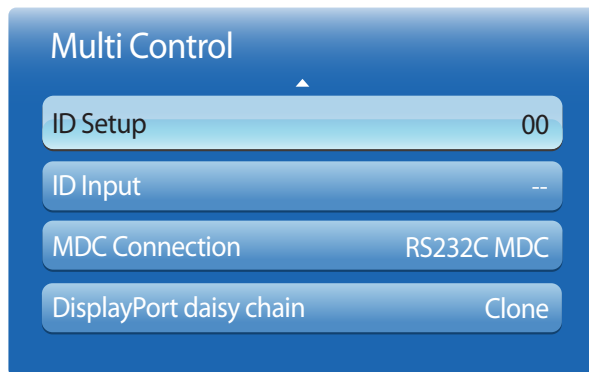 Multi Control
ID Setup 00
ID Input --
MDC Connection RS232C MDC
DisplayPort daisy chain Clone